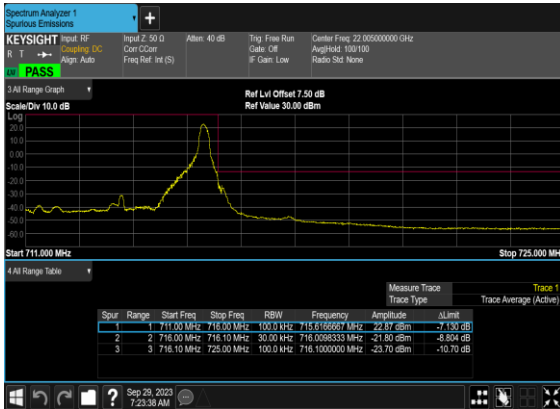 Spectrum Analyzer 1
Spurious Emissions
KEYSIGHT Input: RF Input Z: 50 Ω Atten: 40 dB Trig: Free Run Center Freq: 22.005000000 GHz
R T Coupling: DC Corr CCorr Gate: Off Avg|Hold: 100/100
Align: Auto Freq Ref: Int (S) IF Gain: Low Radio Std: None
LXI PASS
3 All Range Graph
Ref Lvl Offset 7.50 dB
Scale/Div 10.0 dB Ref Value 30.00 dBm
Log
20.0
10.0
0.00
-10.0
-20.0
-30.0
-40.0
-50.0
-60.0
Start 711.000 MHz Stop 725.000 MH
4 All Range Table
Measure Trace Trace 1
Trace Type Trace Average (Active)
Spur Range Start Freq Stop Freq RBW Frequency Amplitude ΔLimit
1 1 711.00 MHz 716.00 MHz 100.0 kHz 715.6166667 MHz 22.87 dBm -7.130 dB
2 2 716.00 MHz 716.10 MHz 30.00 kHz 716.0098333 MHz -21.80 dBm -8.804 dB
3 3 716.10 MHz 725.00 MHz 100.0 kHz 716.1000000 MHz -23.70 dBm -10.70 dB
Sep 29, 2023
7:23:38 AM